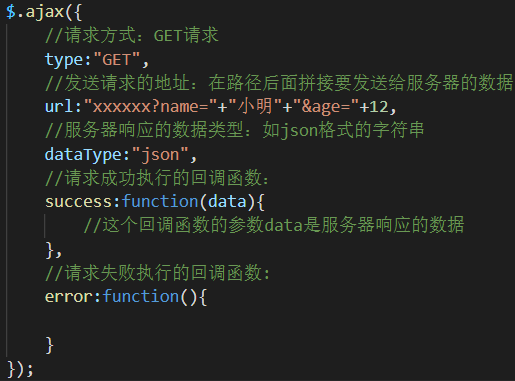 $.ajax({
//请求方式：GET请求
type:"GET",
//发送请求的地址：在路径后面拼接要发送给服务器的数据
url:"xxxxxx?name="+"小明"+"&age="+12,
//服务器响应的数据类型：如json格式的字符串
dataType:"json",
//请求成功执行的回调函数：
success:function(data){
//这个回调函数的参数data是服务器响应的数据
},
//请求失败执行的回调函数：
error:function(){
}
});